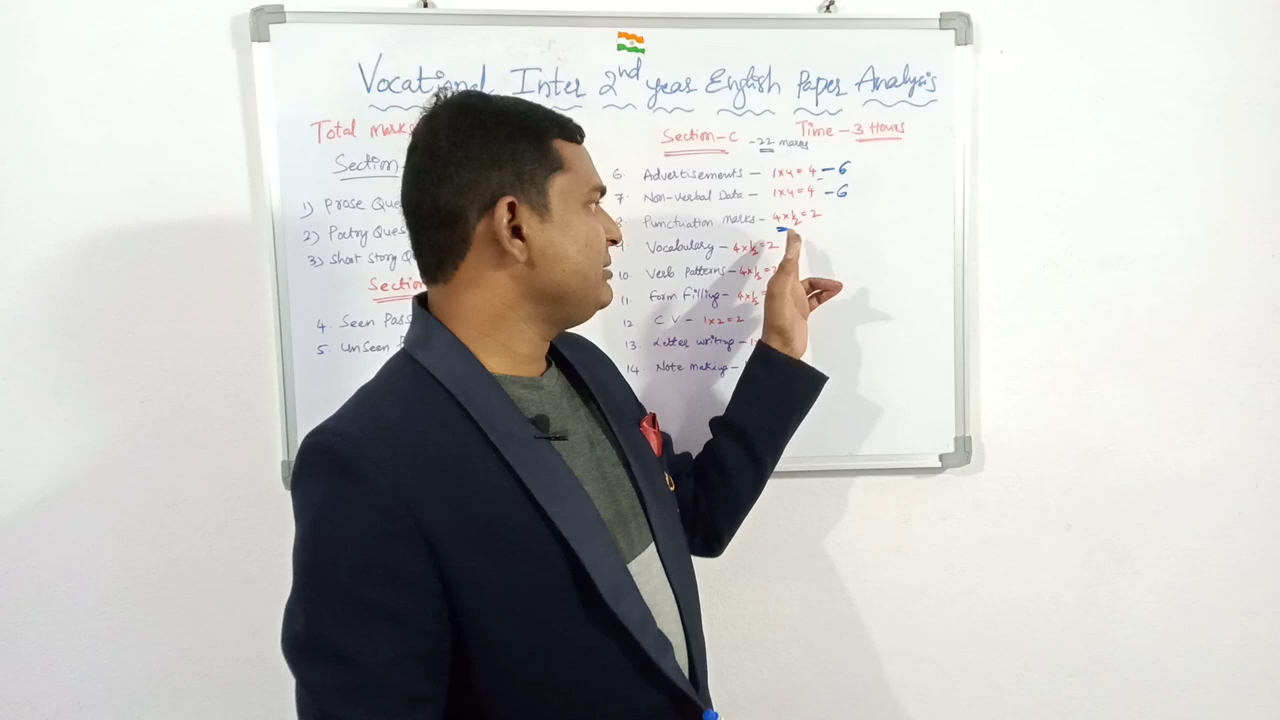 Vocational Inter 2nd year English Paper Analysis
Total marks
Time - 3 Hours
Section
1) Prose Que
2) Poetry Ques
3) Short Story Q
Section
4. Seen Pass
5. UnSeen
Section-C - 22 marks
6. Advertisements - 1x4=4 - 6
7. Non-verbal Data - 1x4=4 - 6
8. Punctuation marks - 4x½=2
9. Vocabulary - 4x½=2
10. Verb Patterns - 4x½=2
11. Form Filling - 4x½=
12. CV - 1x2=2
13. Letter writing - 1
14. Note making -